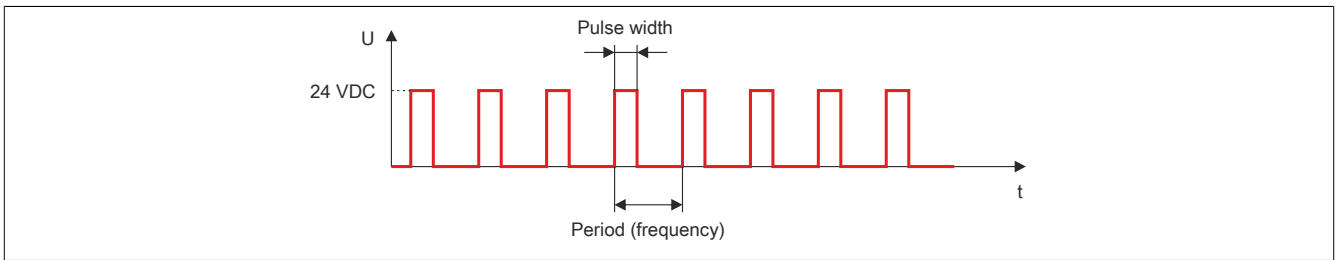 Pulse width
U
24 VDC
t
Period (frequency)